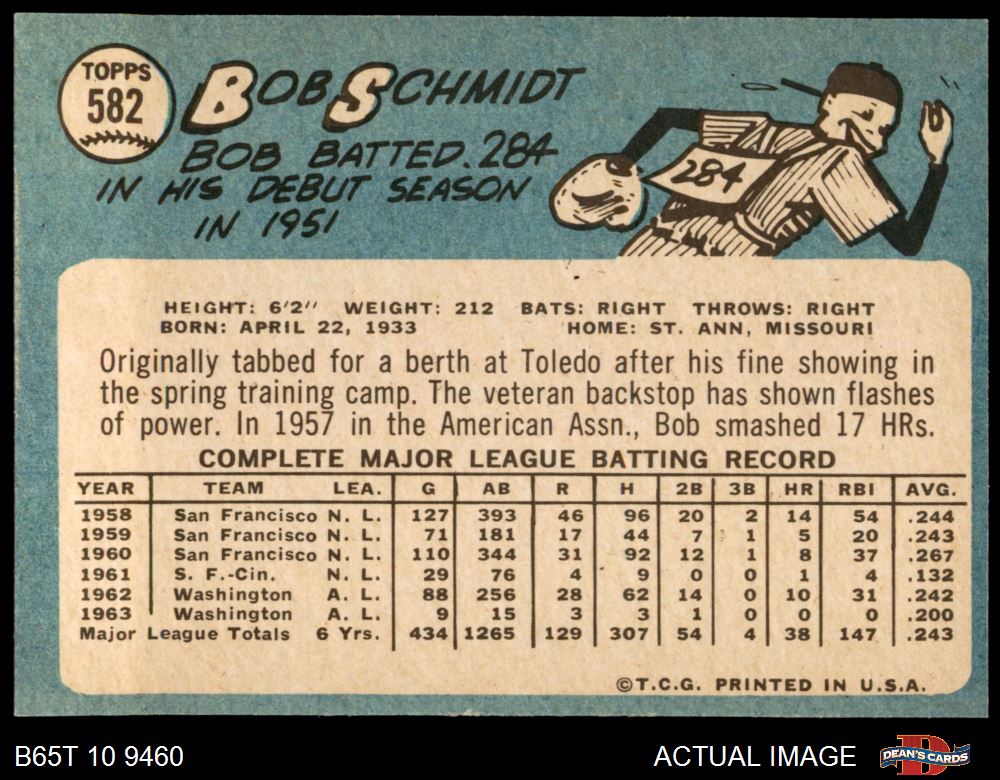 TOPPS
582
BOB SCHMIDT
BOB BATTED .284
IN HIS DEBUT SEASON
IN 1951
284
HEIGHT: 6'2" WEIGHT: 212 BATS: RIGHT THROWS: RIGHT
BORN: APRIL 22, 1933 HOME: ST. ANN, MISSOURI
Originally tabbed for a berth at Toledo after his fine showing in
the spring training camp. The veteran backstop has shown flashes
of power. In 1957 in the American Assn., Bob smashed 17 HRs.
COMPLETE MAJOR LEAGUE BATTING RECORD
YEAR TEAM LEA. G AB R H 2B 3B HR RBI AVG.
1958 San Francisco N. L. 127 393 46 96 20 2 14 54 .244
1959 San Francisco N. L. 71 181 17 44 7 1 5 20 .243
1960 San Francisco N. L. 110 344 31 92 12 1 8 37 .267
1961 S. F.-Cin. N. L. 29 76 4 9 0 0 1 4 .132
1962 Washington A. L. 88 256 28 62 14 0 10 31 .242
1963 Washington A. L. 9 15 3 3 1 0 0 0 .200
Major League Totals 6 Yrs. 434 1265 129 307 54 4 38 147 .243
©T.C.G. PRINTED IN U.S.A.
B65T 10 9460 ACTUAL IMAGE DEAN'S CARDS